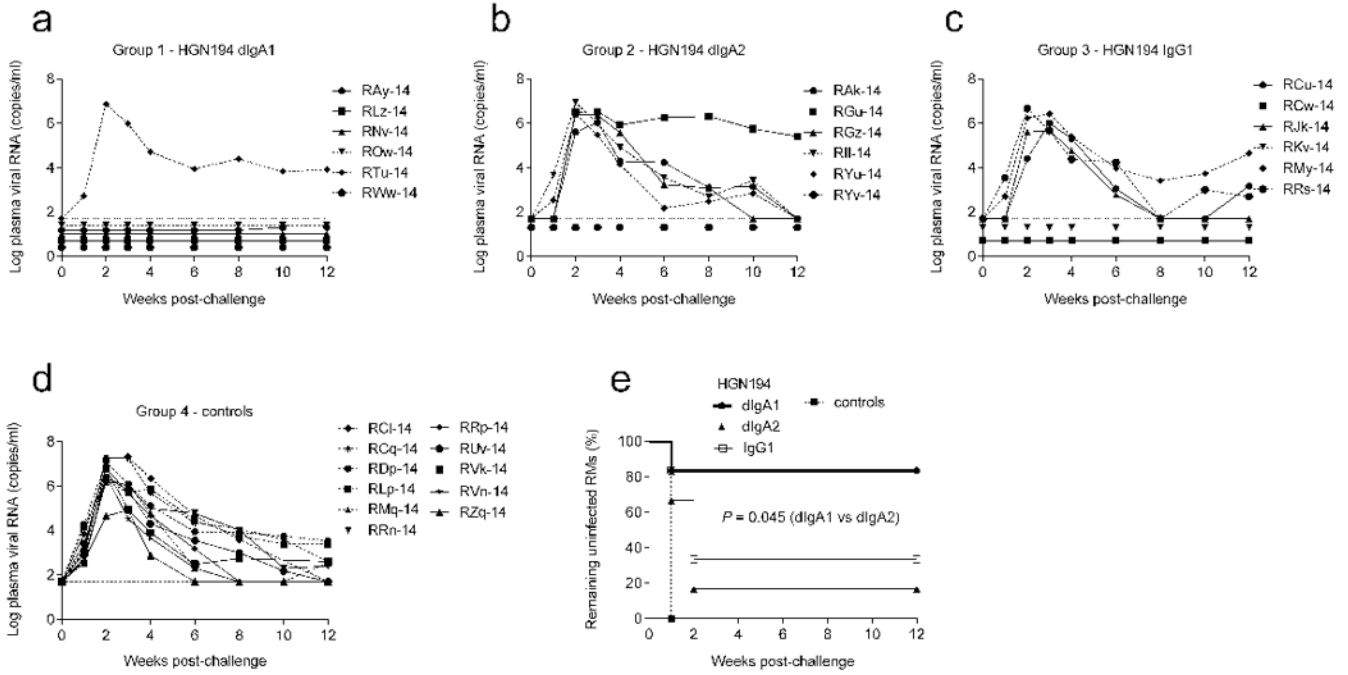 a
Group 1 - HGN194 dIgA1
Log plasma viral RNA (copies/ml)
8
6
4
2
0
0 2 4 6 8 10 12
Weeks post-challenge
RAy-14
RLz-14
RNv-14
ROw-14
RTu-14
RWw-14
b
Group 2 - HGN194 dIgA2
Log plasma viral RNA (copies/ml)
8
6
4
2
0
0 2 4 6 8 10 12
Weeks post-challenge
RAk-14
RGu-14
RGz-14
RIl-14
RYu-14
RYv-14
c
Group 3 - HGN194 IgG1
Log plasma viral RNA (copies/ml)
8
6
4
2
0
0 2 4 6 8 10 12
Weeks post-challenge
RCu-14
RCw-14
RJk-14
RKv-14
RMy-14
RRs-14
d
Group 4 - controls
Log plasma viral RNA (copies/ml)
8
6
4
2
0
0 2 4 6 8 10 12
Weeks post-challenge
RCl-14 RRp-14
RCq-14 RUv-14
RDp-14 RVk-14
RLp-14 RVn-14
RMq-14 RZq-14
RRn-14
e
HGN194
dIgA1 controls
dIgA2
IgG1
Remaining uninfected RMs (%)
100
80
60
40
20
0
P = 0.045 (dIgA1 vs dIgA2)
0 2 4 6 8 10 12
Weeks post-challenge